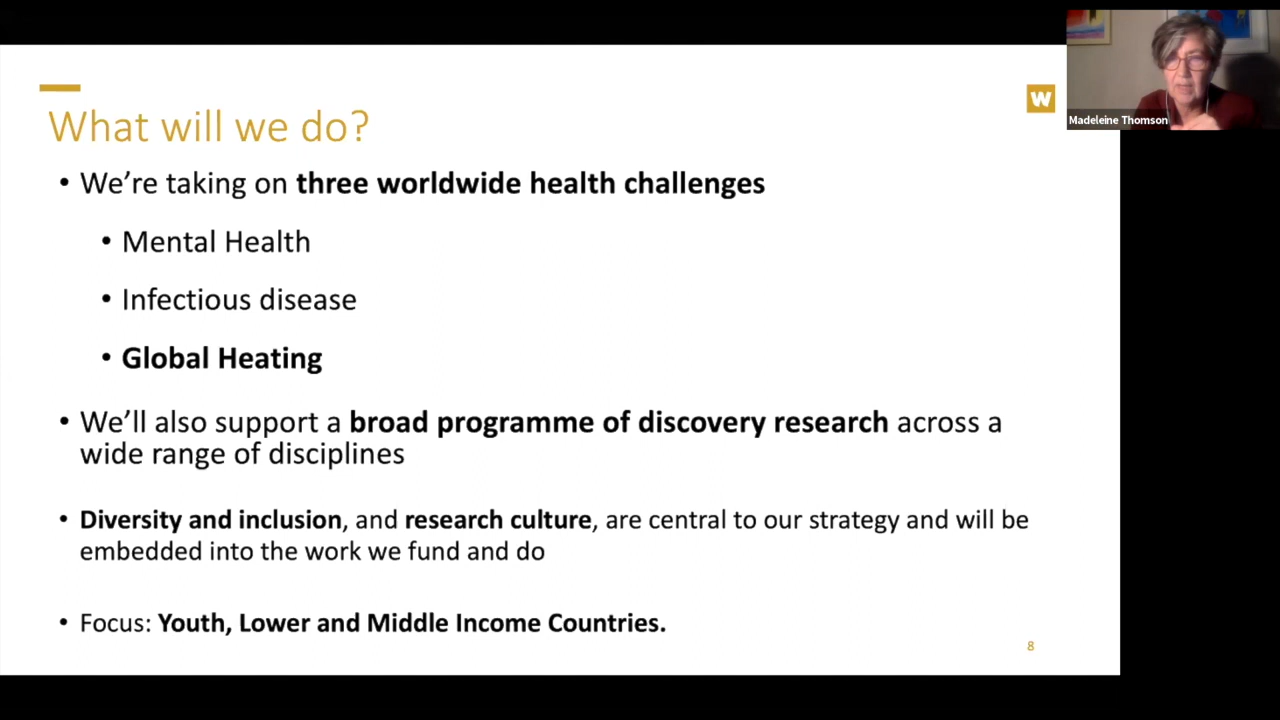 What will we do?
W
Madeleine Thomson
• We’re taking on three worldwide health challenges
• Mental Health
• Infectious disease
• Global Heating
• We’ll also support a broad programme of discovery research across a
wide range of disciplines
• Diversity and inclusion, and research culture, are central to our strategy and will be
embedded into the work we fund and do
• Focus: Youth, Lower and Middle Income Countries.
8